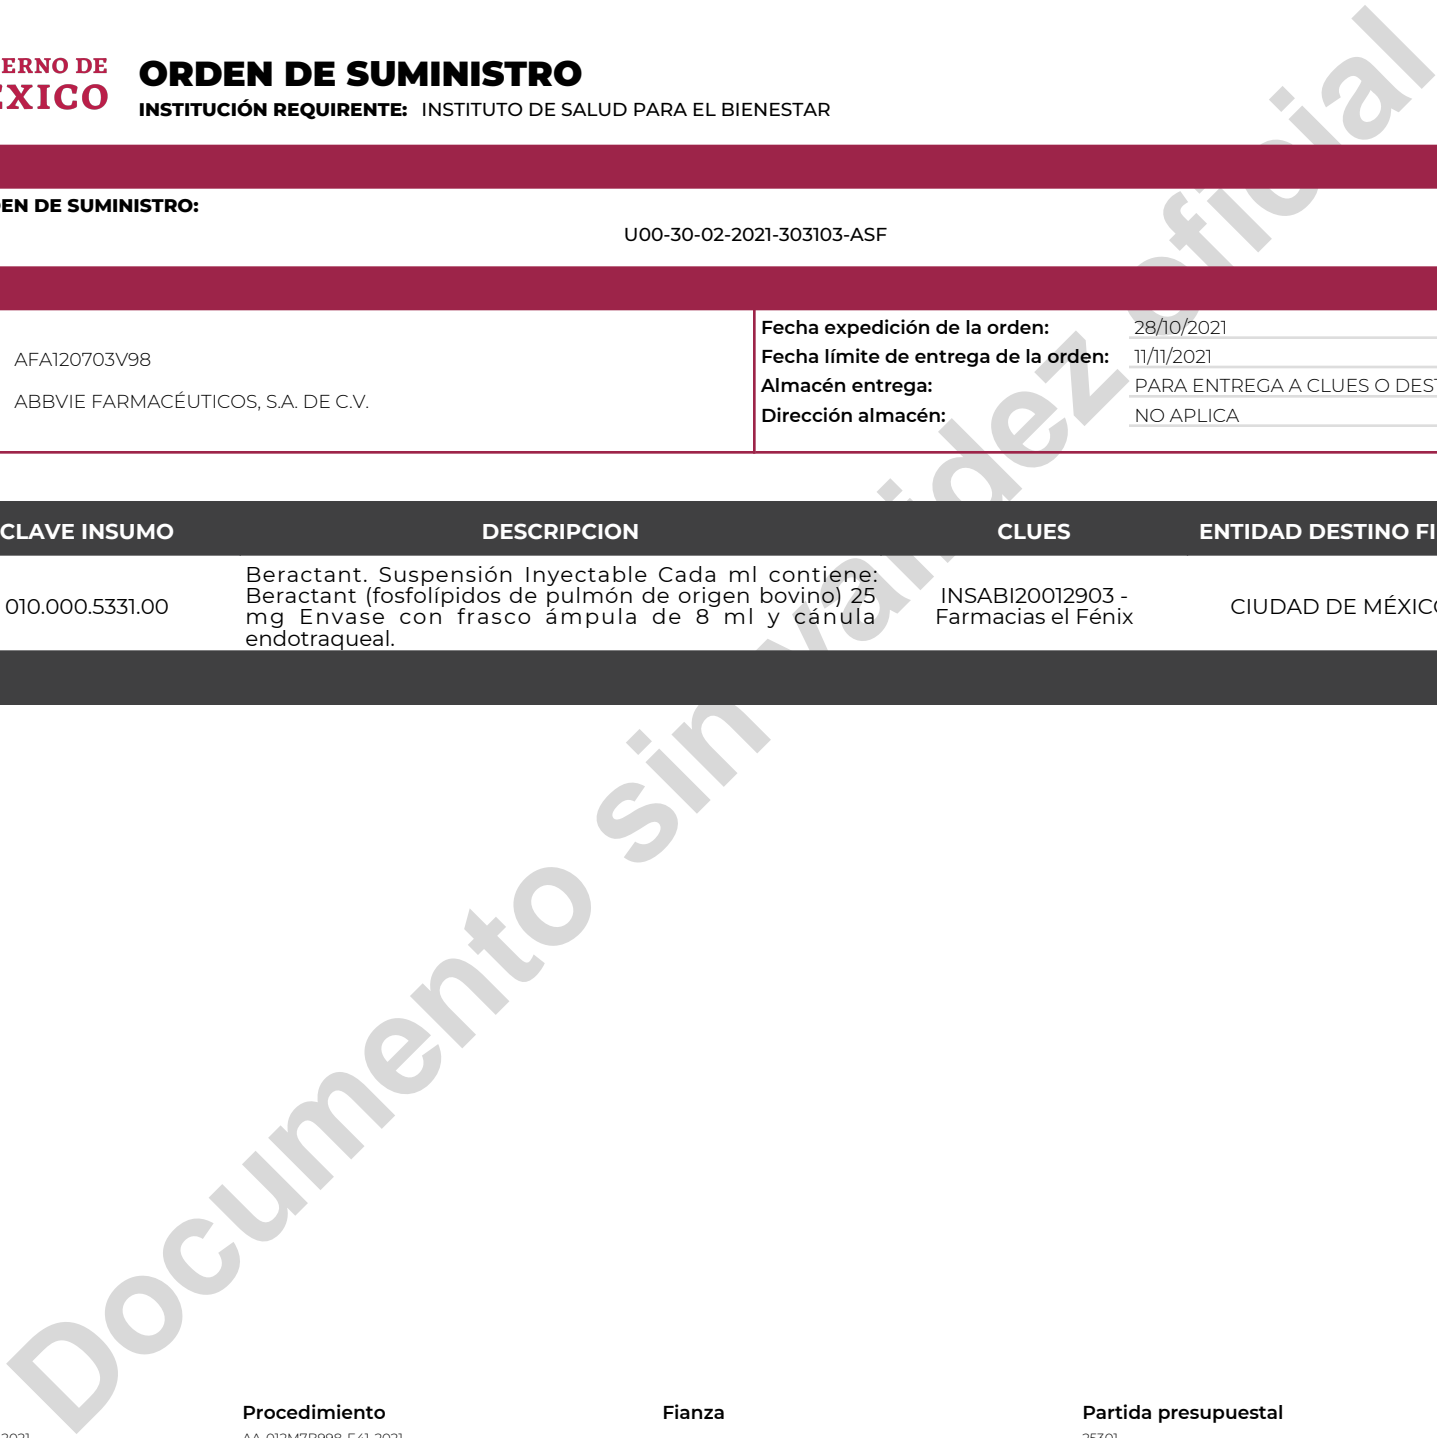 ERNO DE
ÉXICO
ORDEN DE SUMINISTRO
INSTITUCIÓN REQUIRENTE: INSTITUTO DE SALUD PARA EL BIENESTAR
EN DE SUMINISTRO:
U00-30-02-2021-303103-ASF
AFA120703V98
ABBVIE FARMACÉUTICOS, S.A. DE C.V.
Fecha expedición de la orden: 28/10/2021
Fecha límite de entrega de la orden: 11/11/2021
Almacén entrega: PARA ENTREGA A CLUES O DEST
Dirección almacén: NO APLICA
CLAVE INSUMO DESCRIPCION CLUES ENTIDAD DESTINO FI
010.000.5331.00
Beractant. Suspensión Inyectable Cada ml contiene:
Beractant (fosfolípidos de pulmón de origen bovino) 25
mg Envase con frasco ámpula de 8 ml y cánula
endotraqueal.
INSABI20012903 -
Farmacias el Fénix
CIUDAD DE MÉXICO
Documento sin validez oficial
Procedimiento Fianza Partida presupuestal